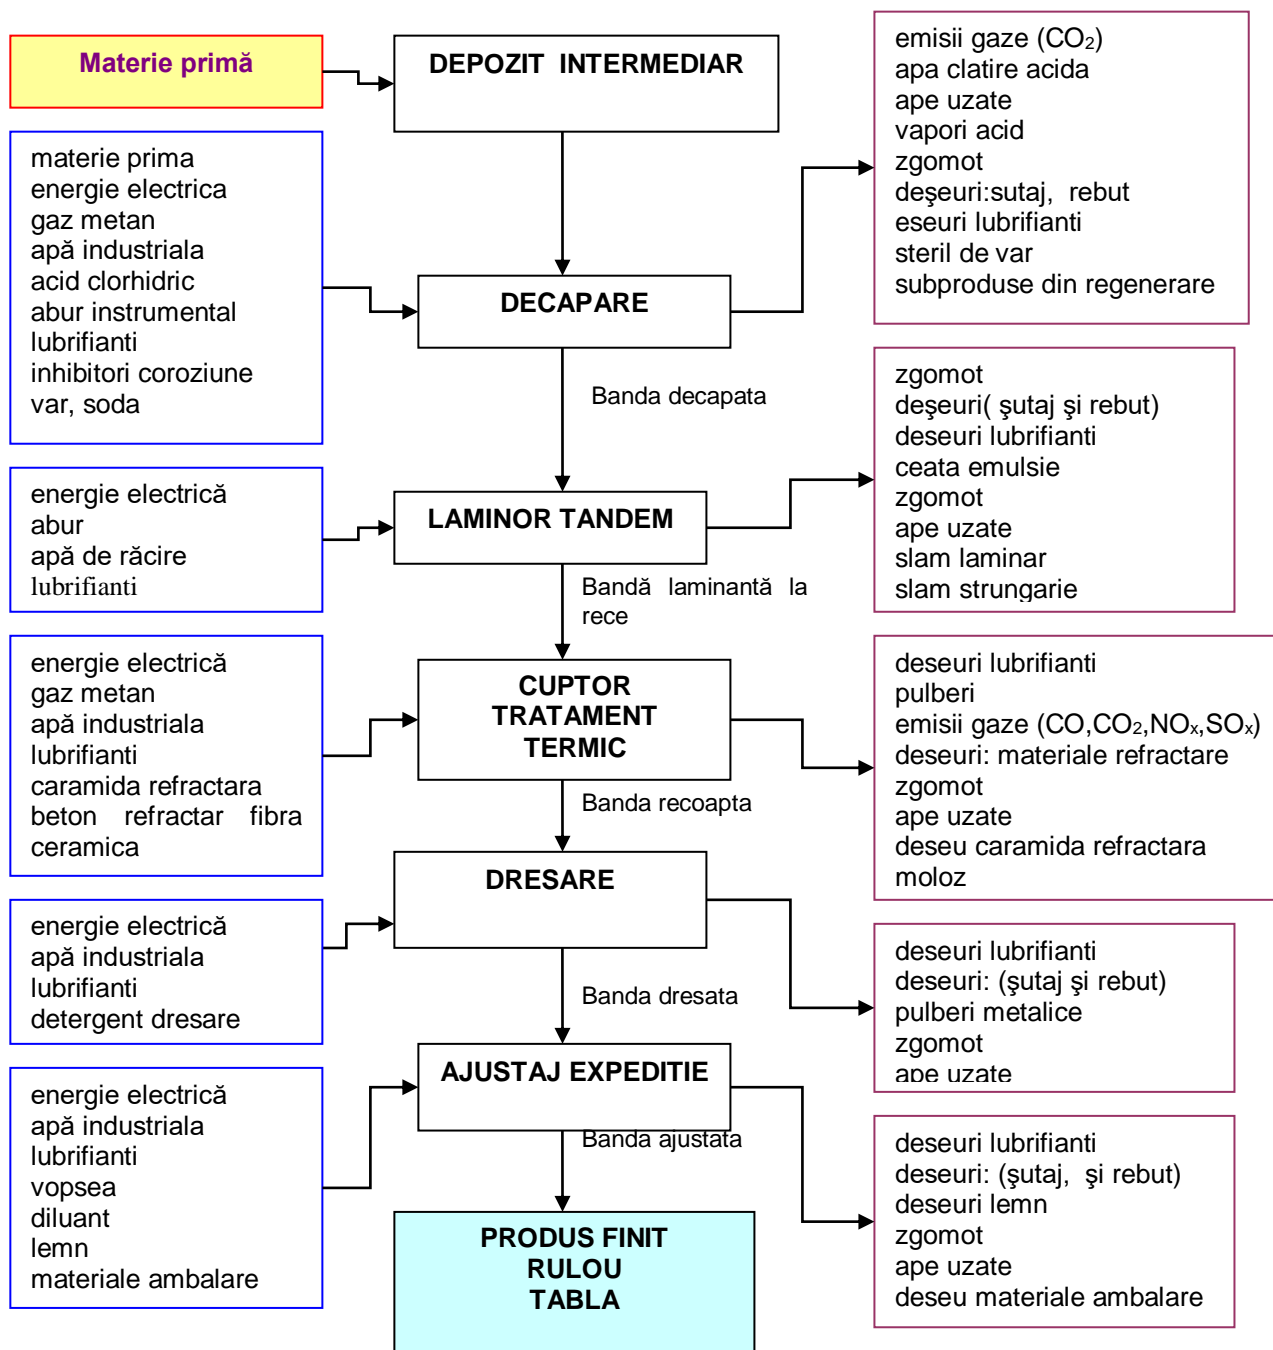 Materie primă
DEPOZIT INTERMEDIAR
emisii gaze (CO₂)
apa clatire acida
ape uzate
vapori acid
zgomot
deşeuri:sutaj, rebut
eseuri lubrifianti
steril de var
subproduse din regenerare
materie prima
energie electrica
gaz metan
apă industriala
acid clorhidric
abur instrumental
lubrifianti
inhibitori coroziune
var, soda
DECAPARE
Banda decapata
zgomot
deşeuri( şutaj şi rebut)
deseuri lubrifianti
ceata emulsie
zgomot
ape uzate
slam laminar
slam strungarie
energie electrică
abur
apă de răcire
lubrifianti
LAMINOR TANDEM
Bandă laminantă la
rece
energie electrică
gaz metan
apă industriala
lubrifianti
caramida refractara
beton refractar fibra
ceramica
CUPTOR
TRATAMENT
TERMIC
Banda recoapta
deseuri lubrifianti
pulberi
emisii gaze (CO,CO₂,NOₓ,SOₓ)
deseuri: materiale refractare
zgomot
ape uzate
deseu caramida refractara
moloz
DRESARE
energie electrică
apă industriala
lubrifianti
detergent dresare
Banda dresata
deseuri lubrifianti
deseuri: (şutaj şi rebut)
pulberi metalice
zgomot
ape uzate
AJUSTAJ EXPEDITIE
energie electrică
apă industriala
lubrifianti
vopsea
diluant
lemn
materiale ambalare
Banda ajustata
deseuri lubrifianti
deseuri: (şutaj, şi rebut)
deseuri lemn
zgomot
ape uzate
deseu materiale ambalare
PRODUS FINIT
RULOU
TABLA